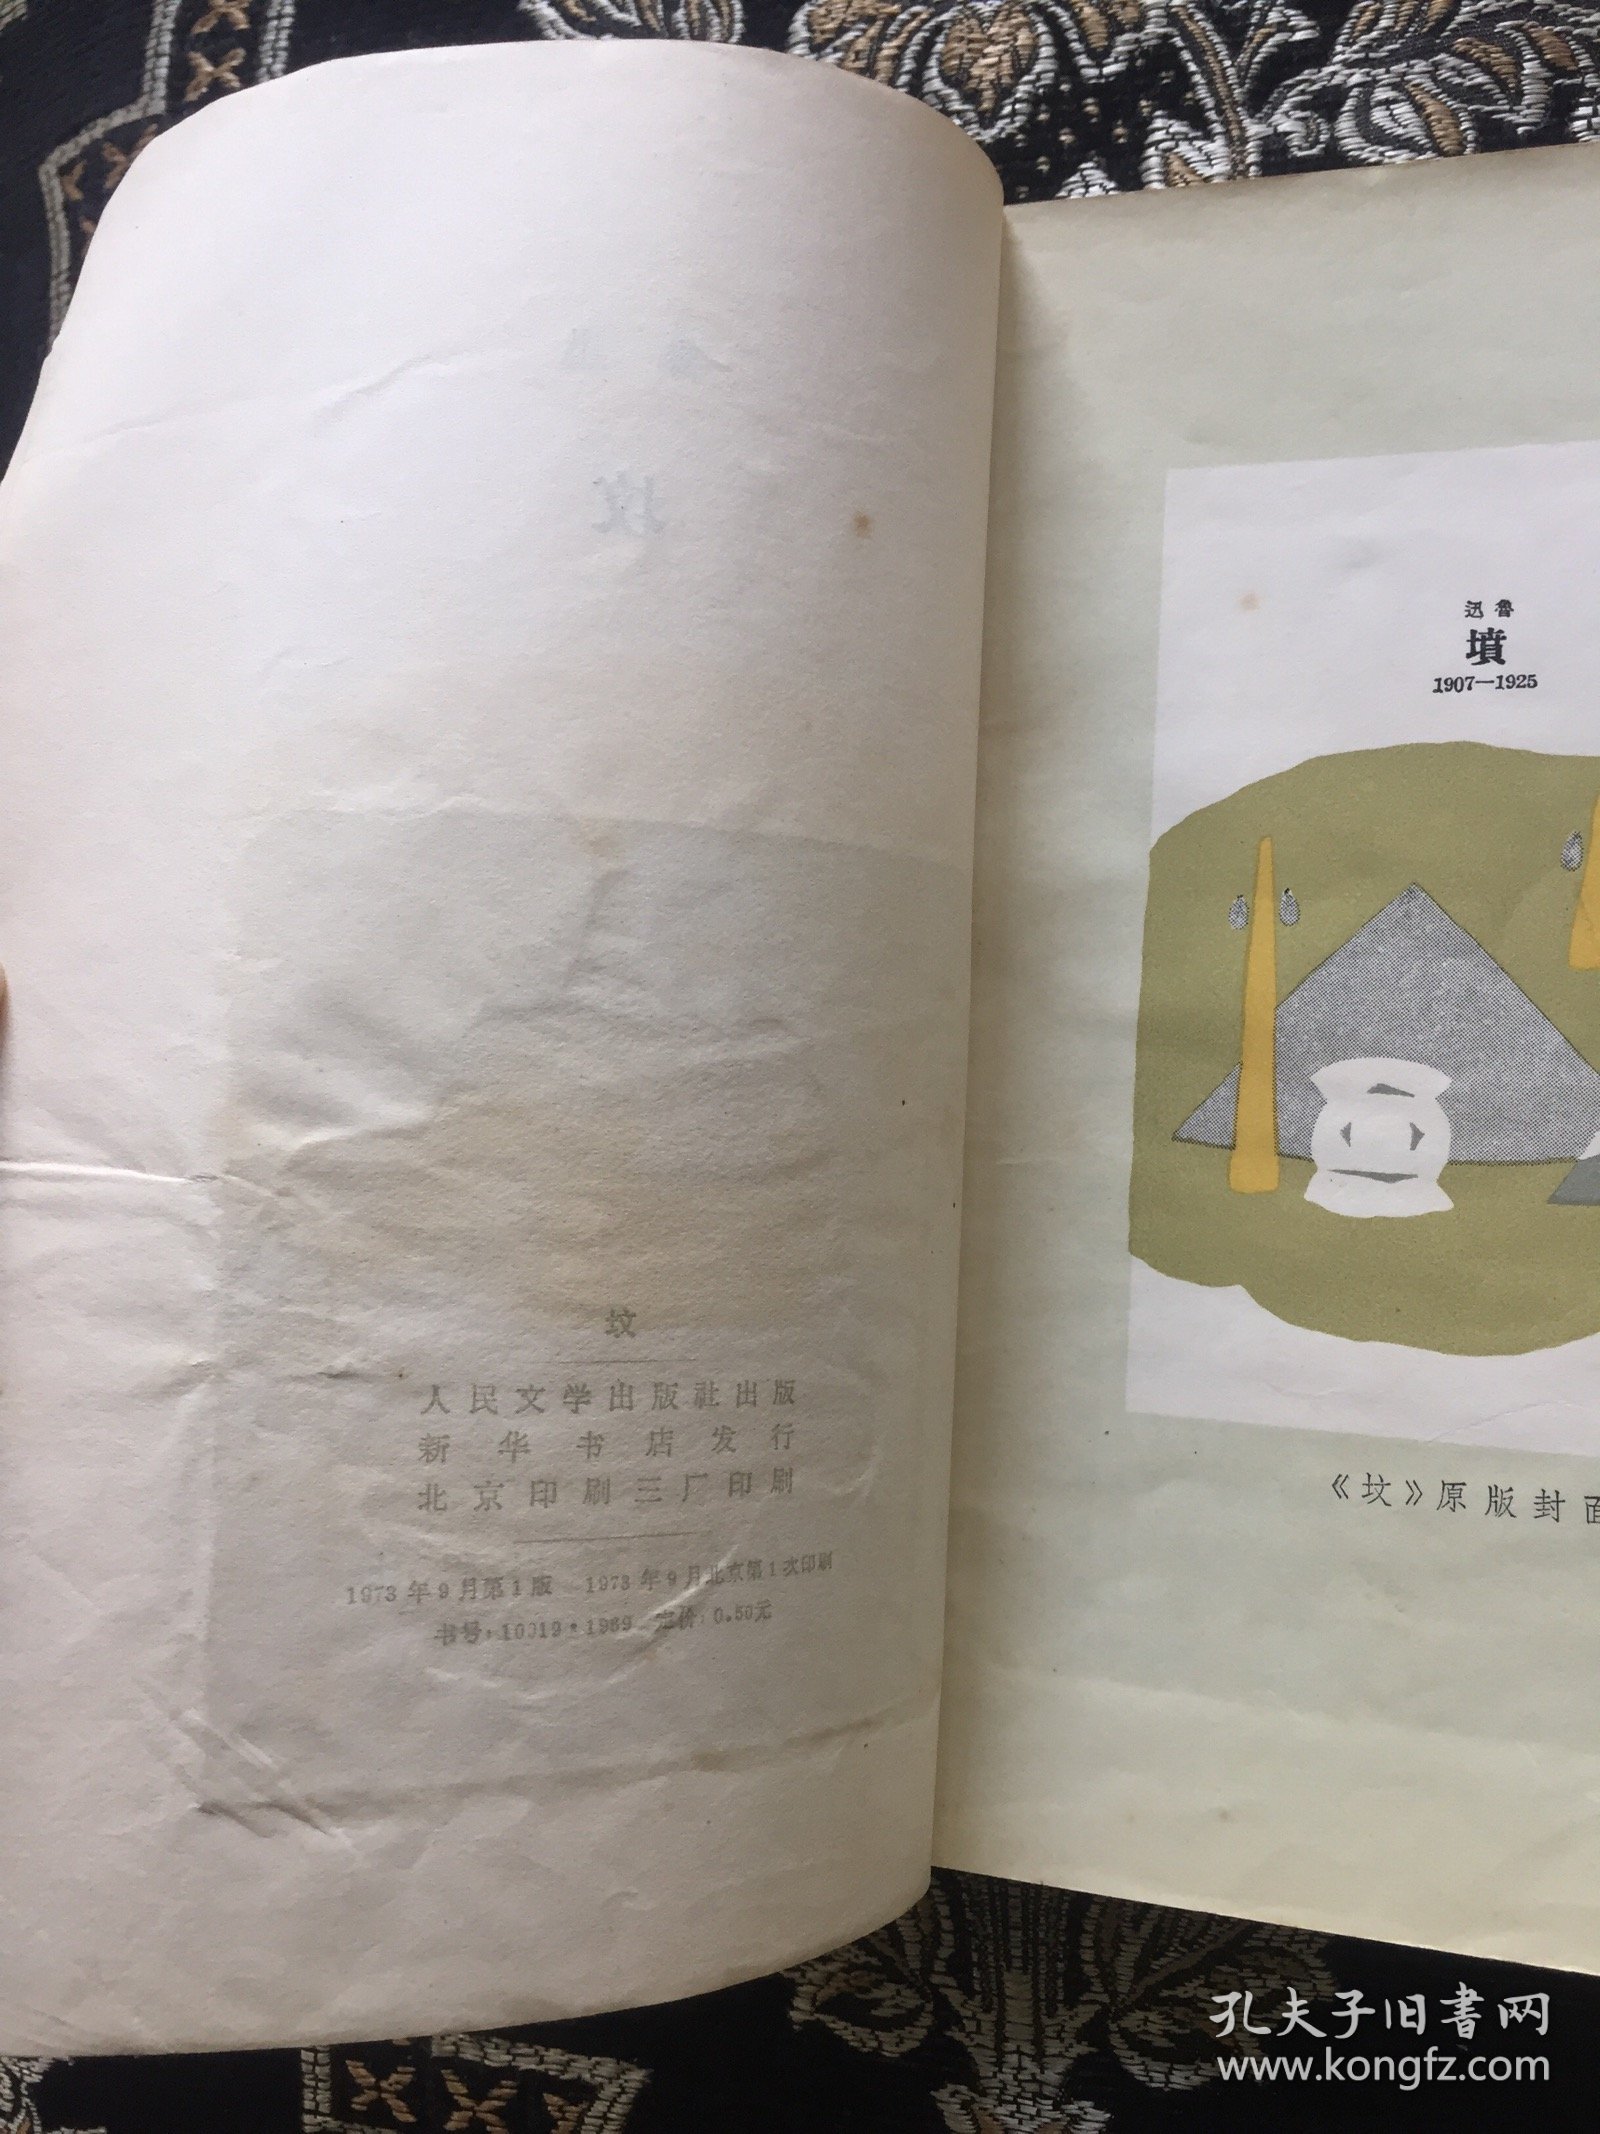 坟
人民文学出版社出版
新华书店发行
北京印刷三厂印刷
1973年9月第1版 1973年9月北京第1次印刷
书号:10019·1969 定价:0.50元
迅魯
墳
1907—1925
《坟》原版封面
孔夫子旧书网
www.kongfz.com